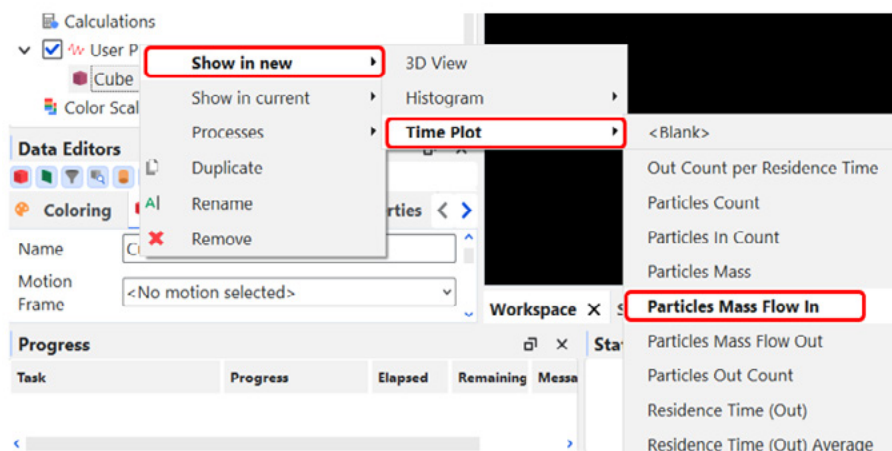 Calculations
User P
Cube
Color Scal
Show in new
Show in current
Processes
Duplicate
Rename
Remove
3D View
Histogram
Time Plot
<Blank>
Out Count per Residence Time
Particles Count
Particles In Count
Particles Mass
Particles Mass Flow In
Particles Mass Flow Out
Particles Out Count
Residence Time (Out)
Residence Time (Out) Average
Data Editors
Coloring
rties
Name
Motion
Frame
<No motion selected>
Workspace
Progress
Sta
Task Progress Elapsed Remaining Messa